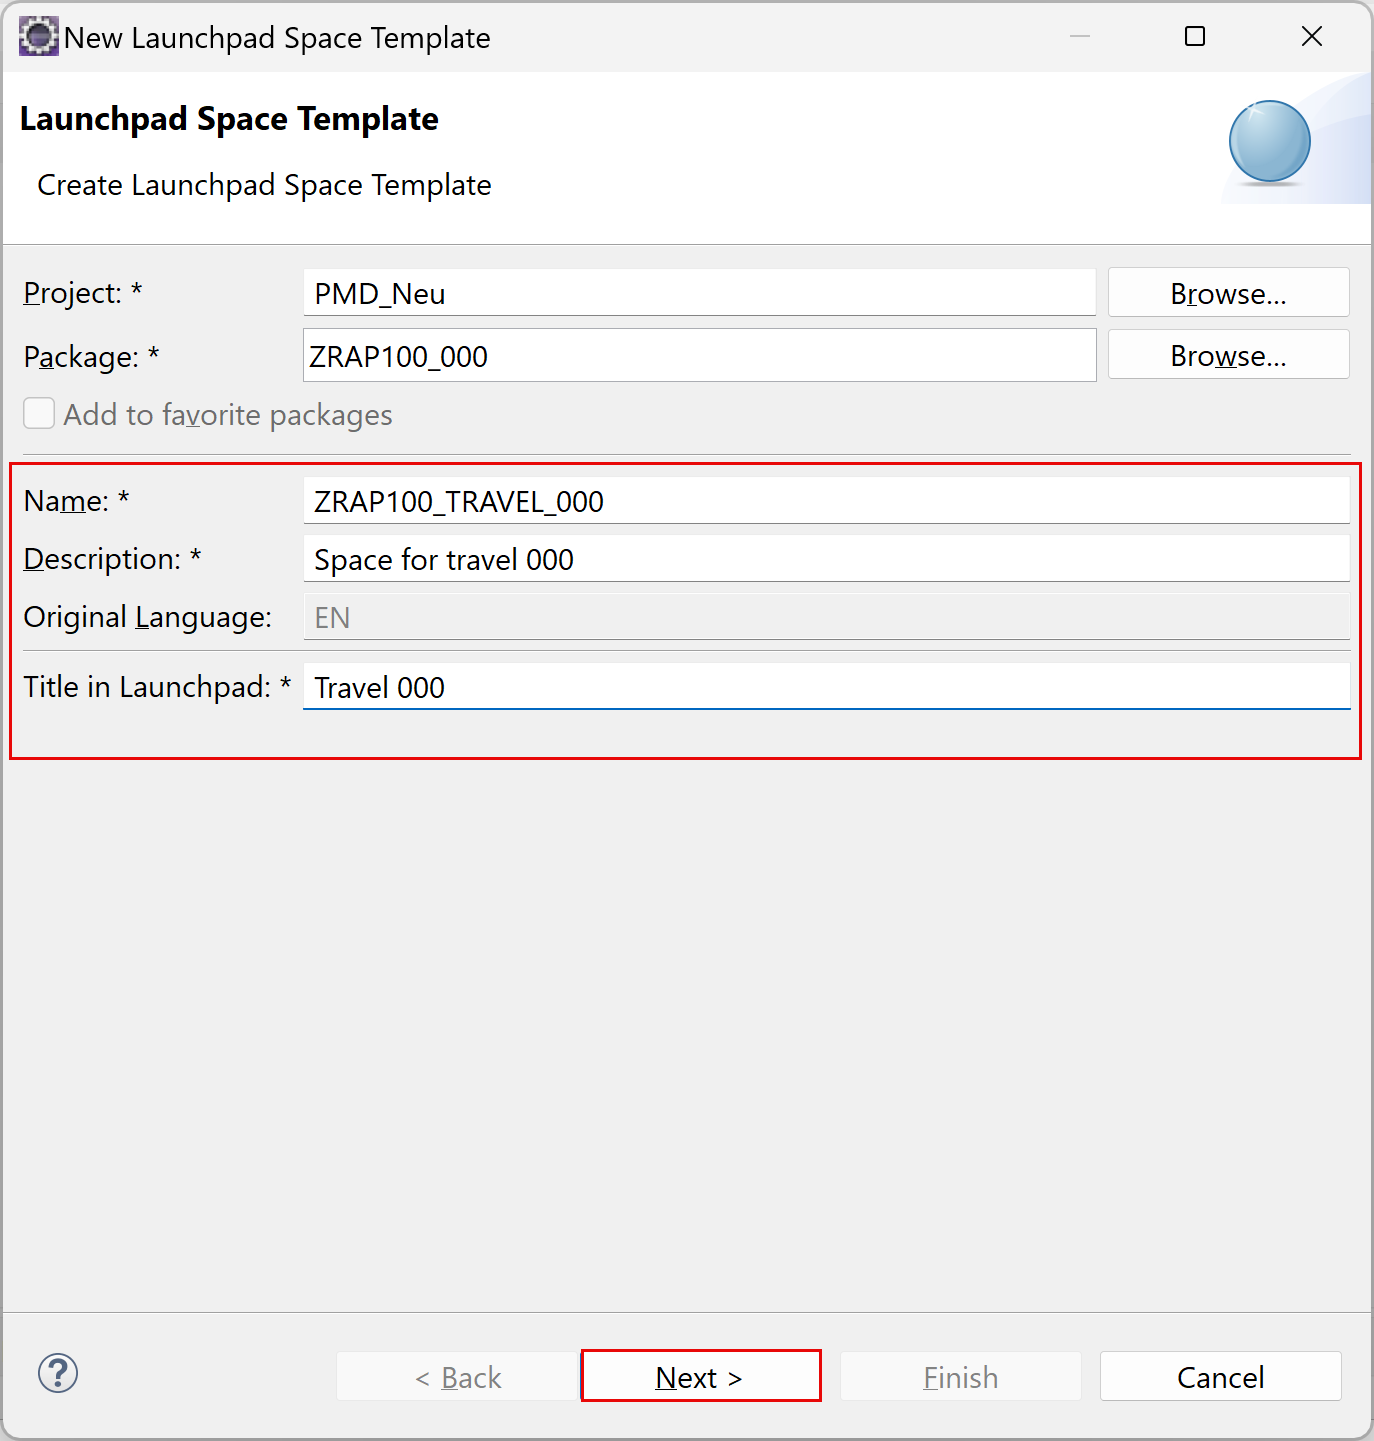 New Launchpad Space Template
Launchpad Space Template
Create Launchpad Space Template
Project: * PMD_Neu Browse...
Package: * ZRAP100_000 Browse...
Add to favorite packages
Name: * ZRAP100_TRAVEL_000
Description: * Space for travel 000
Original Language: EN
Title in Launchpad: * Travel 000
? < Back Next > Finish Cancel